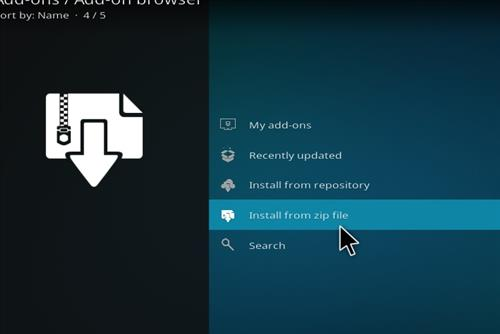 Add-ons / Add-on browser
ort by: Name · 4 / 5
My add-ons
Recently updated
Install from repository
Install from zip file
Search